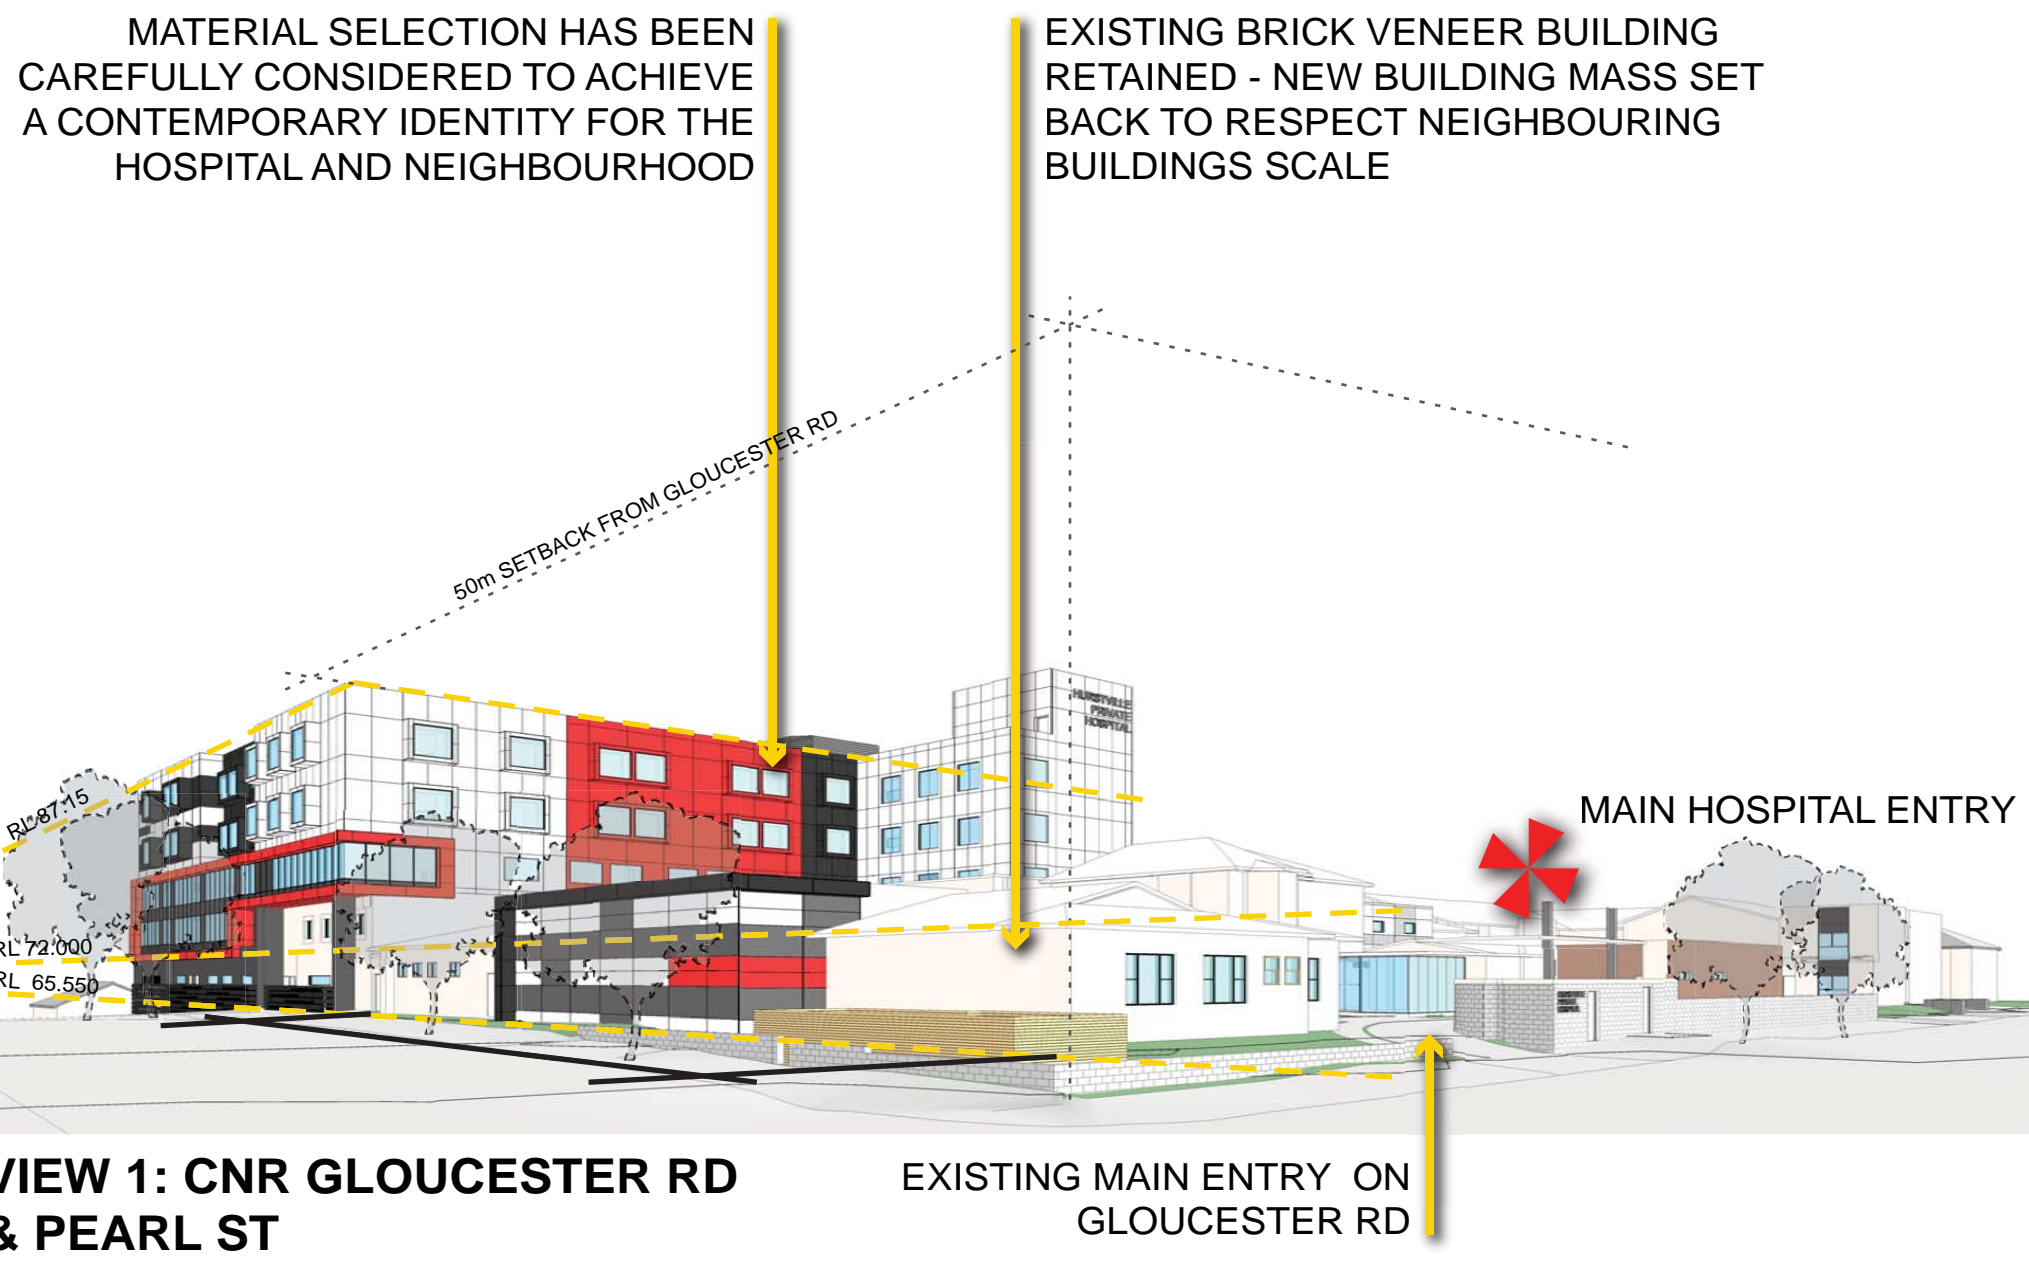 MATERIAL SELECTION HAS BEEN
CAREFULLY CONSIDERED TO ACHIEVE
A CONTEMPORARY IDENTITY FOR THE
HOSPITAL AND NEIGHBOURHOOD
EXISTING BRICK VENEER BUILDING
RETAINED - NEW BUILDING MASS SET
BACK TO RESPECT NEIGHBOURING
BUILDINGS SCALE
50m SETBACK FROM GLOUCESTER RD
HURSTVILLE
PRIVATE
HOSPITAL
RL 87.15
MAIN HOSPITAL ENTRY
RL 72.000
RL 65.550
VIEW 1: CNR GLOUCESTER RD
& PEARL ST
EXISTING MAIN ENTRY ON
GLOUCESTER RD